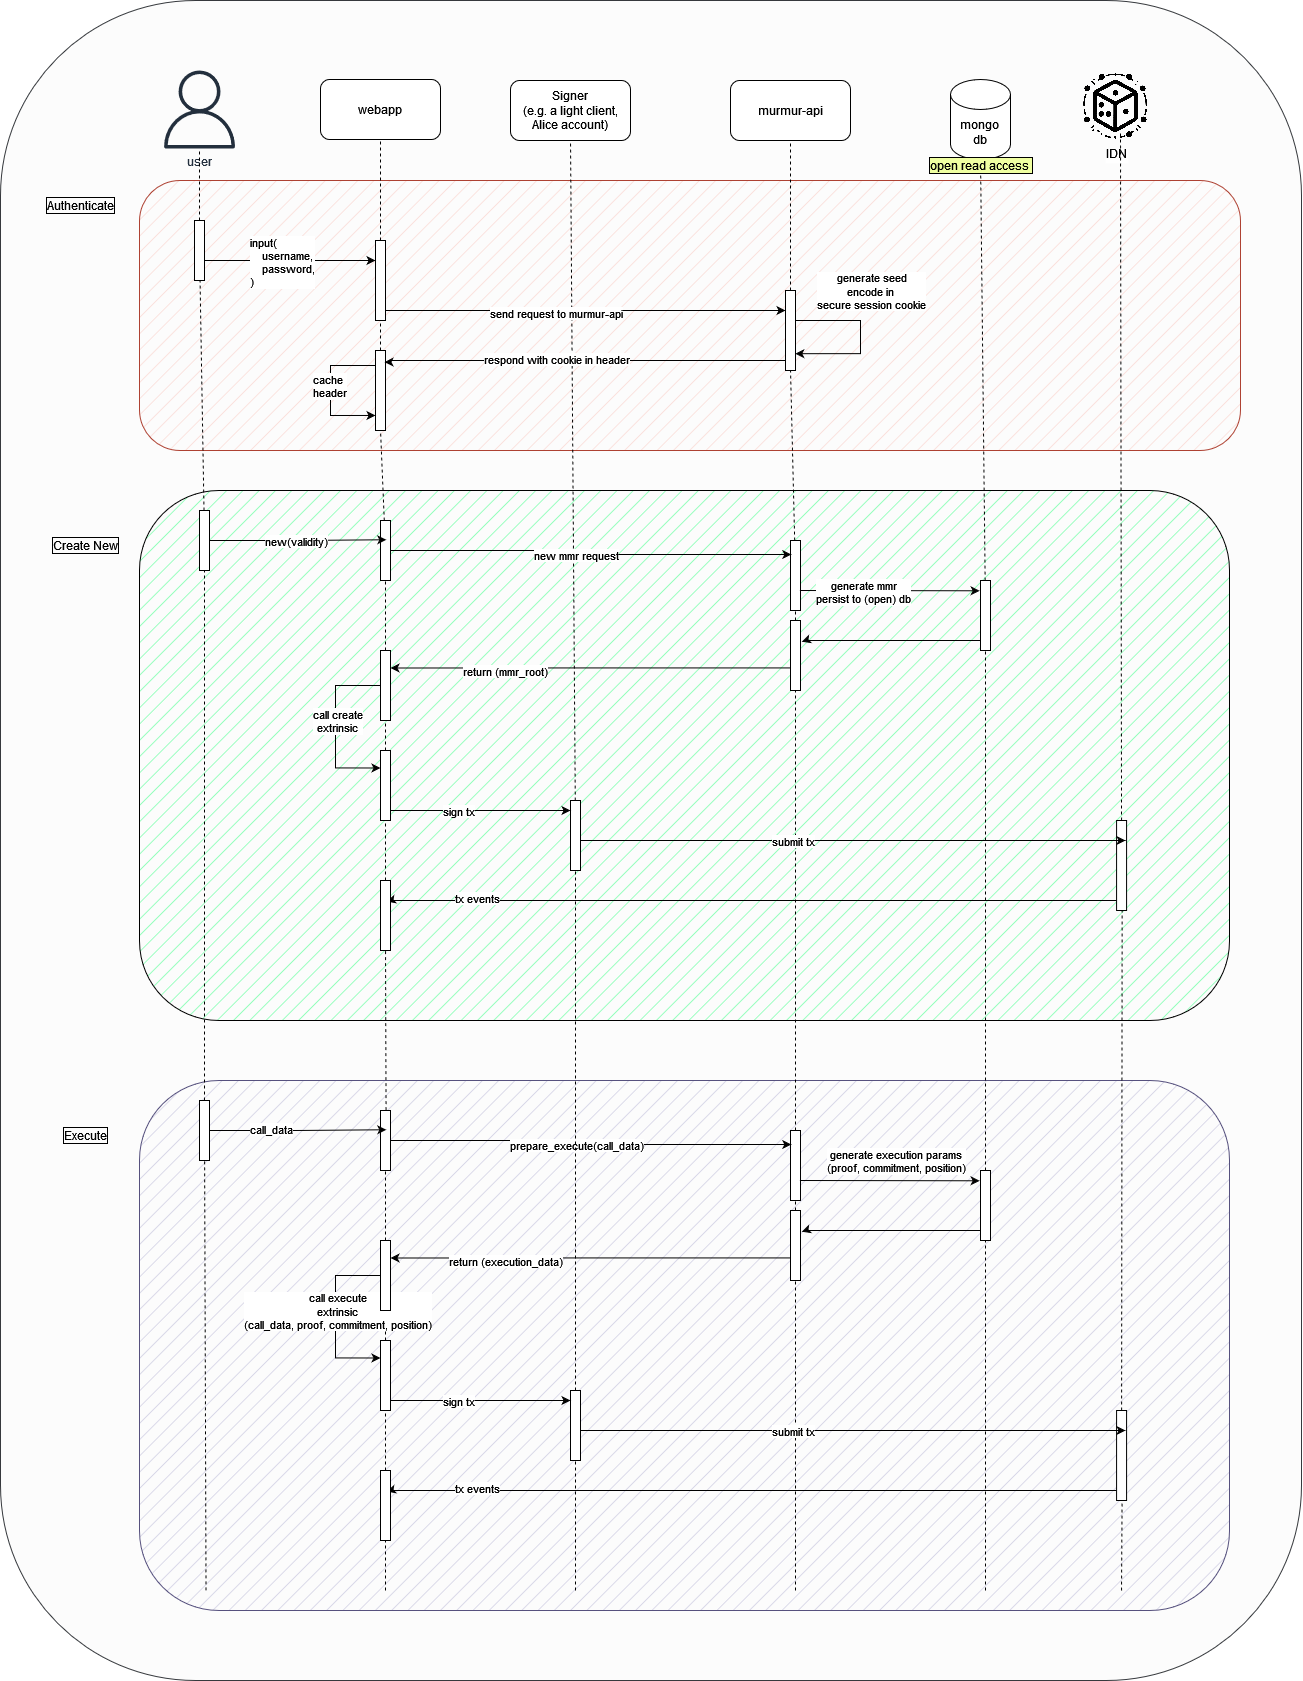 user
webapp
Signer
(e.g. a light client,
Alice account)
murmur-api
mongo
db
open read access
IDN
Authenticate
input(
username,
password,
)
generate seed
encode in
secure session cookie
send request to murmur-api
respond with cookie in header
cache
header
Create New
new(validity)
new mmr request
generate mmr
persist to (open) db
return (mmr_root)
call create
extrinsic
sign tx
submit tx
tx events
Execute
call_data
prepare_execute(call_data)
generate execution params
(proof, commitment, position)
return (execution_data)
call execute
extrinsic
(call_data, proof, commitment, position)
sign tx
submit tx
tx events